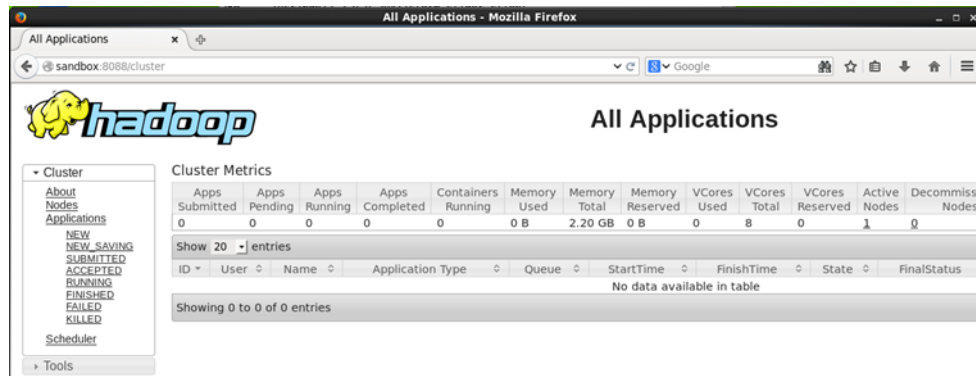 All Applications - Mozilla Firefox
All Applications
sandbox:8088/cluster
Google
hadoop
All Applications
Cluster
About
Nodes
Applications
NEW
NEW_SAVING
SUBMITTED
ACCEPTED
RUNNING
FINISHED
FAILED
KILLED
Scheduler
Tools
Cluster Metrics
Apps Submitted Apps Pending Apps Running Apps Completed Containers Running Memory Used Memory Total Memory Reserved VCores Used VCores Total VCores Reserved Active Nodes Decommiss Nodes
0 0 0 0 0 0 B 2.20 GB 0 B 0 8 0 1 0
Show 20 entries
ID User Name Application Type Queue StartTime FinishTime State FinalStatus
No data available in table
Showing 0 to 0 of 0 entries